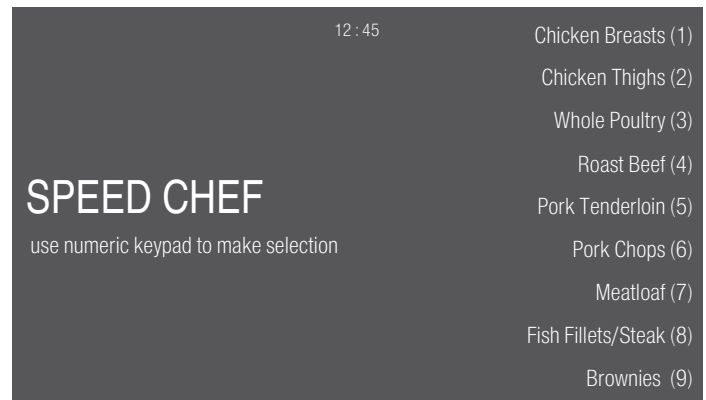 12 : 45
SPEED CHEF
use numeric keypad to make selection
Chicken Breasts (1)
Chicken Thighs (2)
Whole Poultry (3)
Roast Beef (4)
Pork Tenderloin (5)
Pork Chops (6)
Meatloaf (7)
Fish Fillets/Steak (8)
Brownies (9)